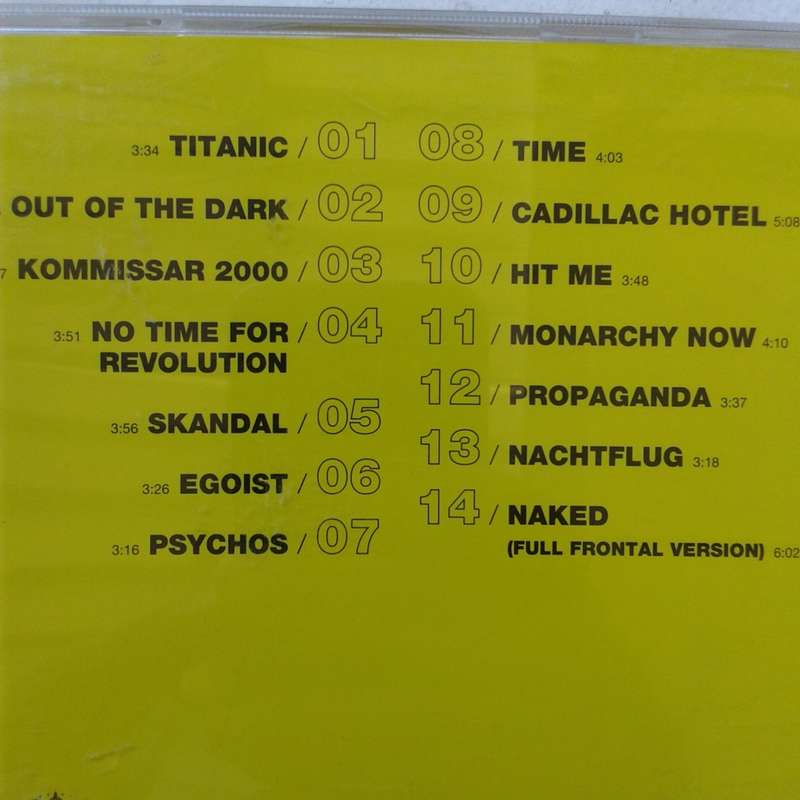 3:34 TITANIC / 01
OUT OF THE DARK / 02
7 KOMMISSAR 2000 / 03
3:51 NO TIME FOR / 04
REVOLUTION
3:56 SKANDAL / 05
3:26 EGOIST / 06
3:16 PSYCHOS / 07
08 / TIME 4:03
09 / CADILLAC HOTEL 5:08
10 / HIT ME 3:48
11 / MONARCHY NOW 4:10
12 / PROPAGANDA 3:37
13 / NACHTFLUG 3:18
14 / NAKED
(FULL FRONTAL VERSION) 6:02